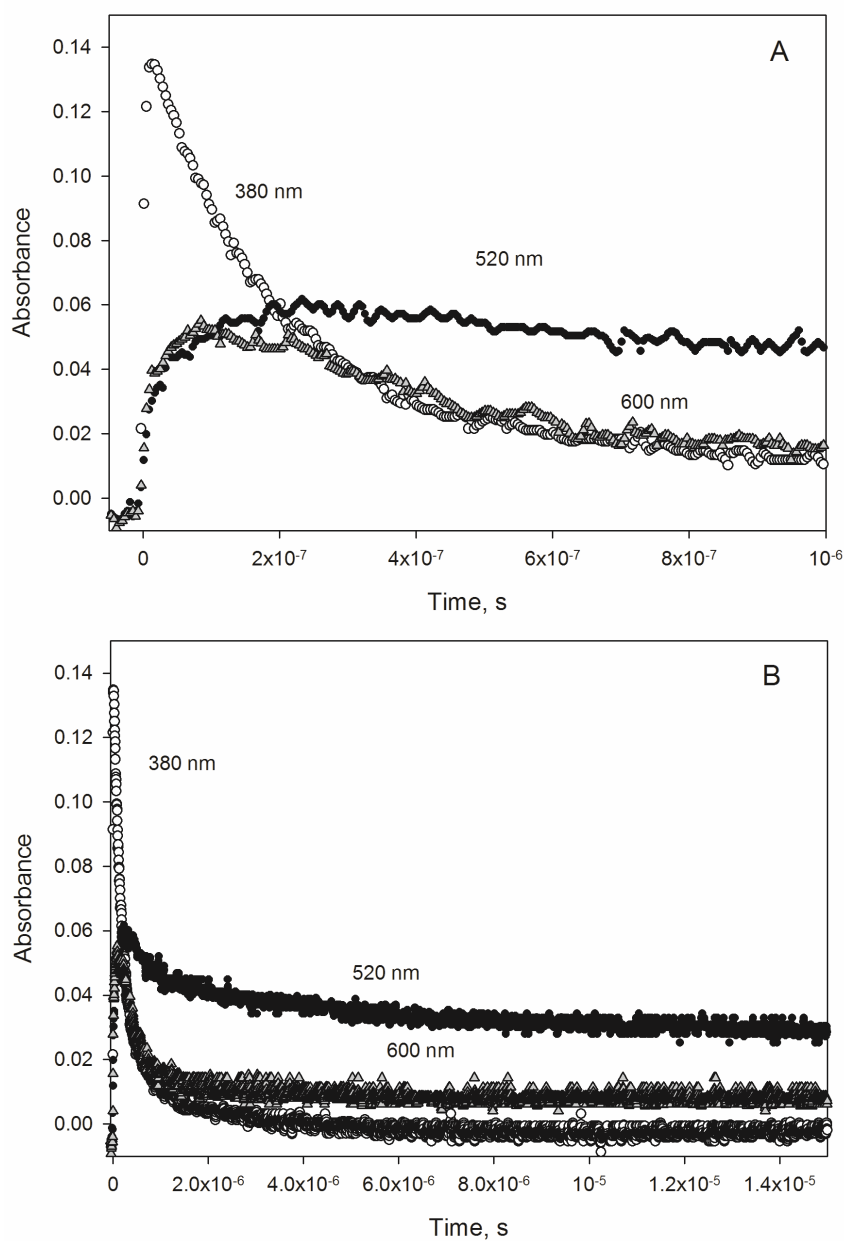 A
0.14
0.12
0.10
0.08
0.06
0.04
0.02
0.00
Absorbance
380 nm
520 nm
600 nm
0 2x10⁻⁷ 4x10⁻⁷ 6x10⁻⁷ 8x10⁻⁷ 10⁻⁶
Time, s
B
0.14
0.12
0.10
0.08
0.06
0.04
0.02
0.00
Absorbance
380 nm
520 nm
600 nm
0 2.0x10⁻⁶ 4.0x10⁻⁶ 6.0x10⁻⁶ 8.0x10⁻⁶ 10⁻⁵ 1.2x10⁻⁵ 1.4x10⁻⁵
Time, s